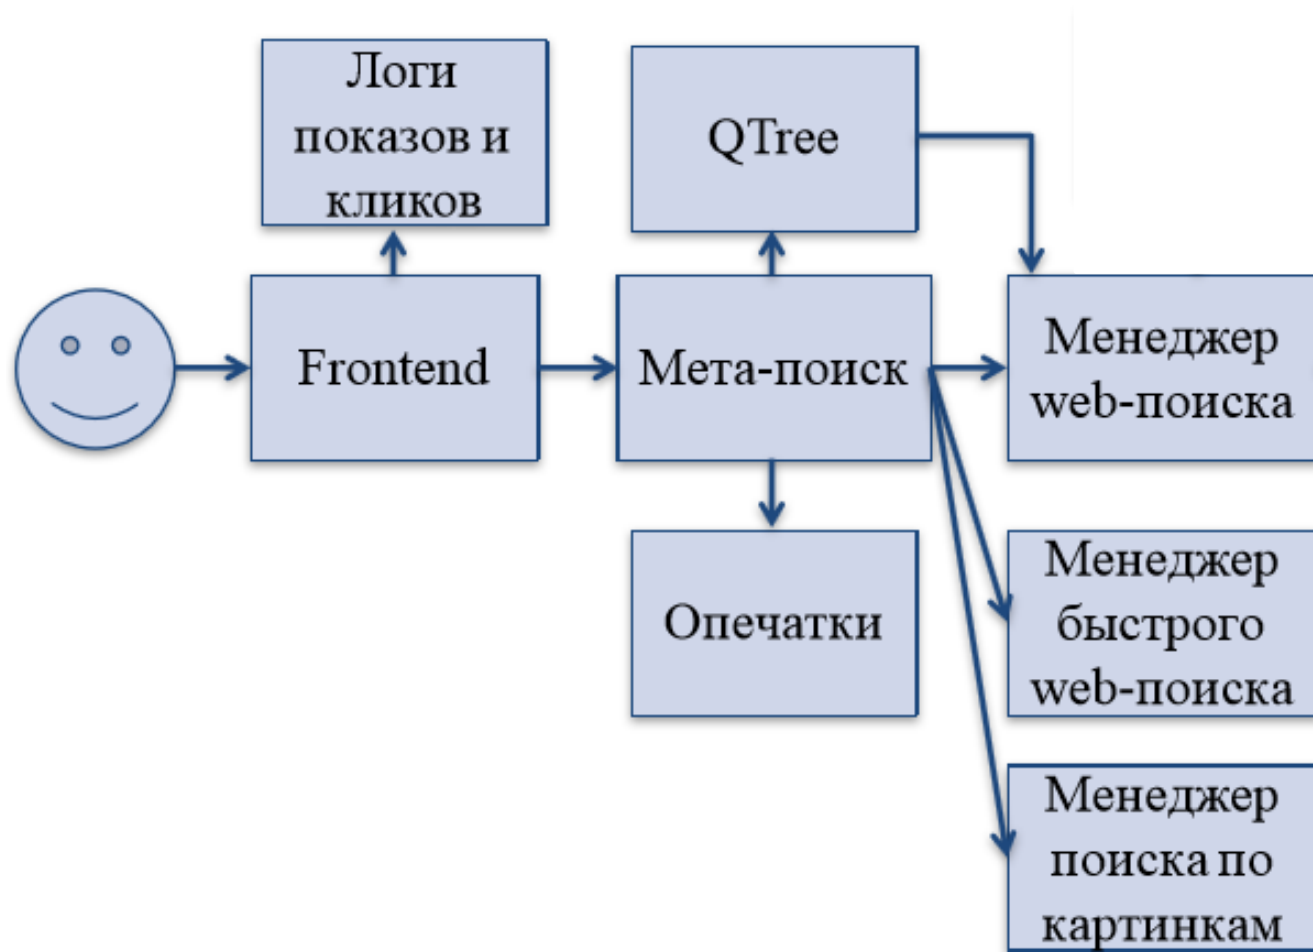 Логи
показов и
кликов
QTree
Frontend
Мета-поиск
Менеджер
web-поиска
Опечатки
Менеджер
быстрого
web-поиска
Менеджер
поиска по
картинкам